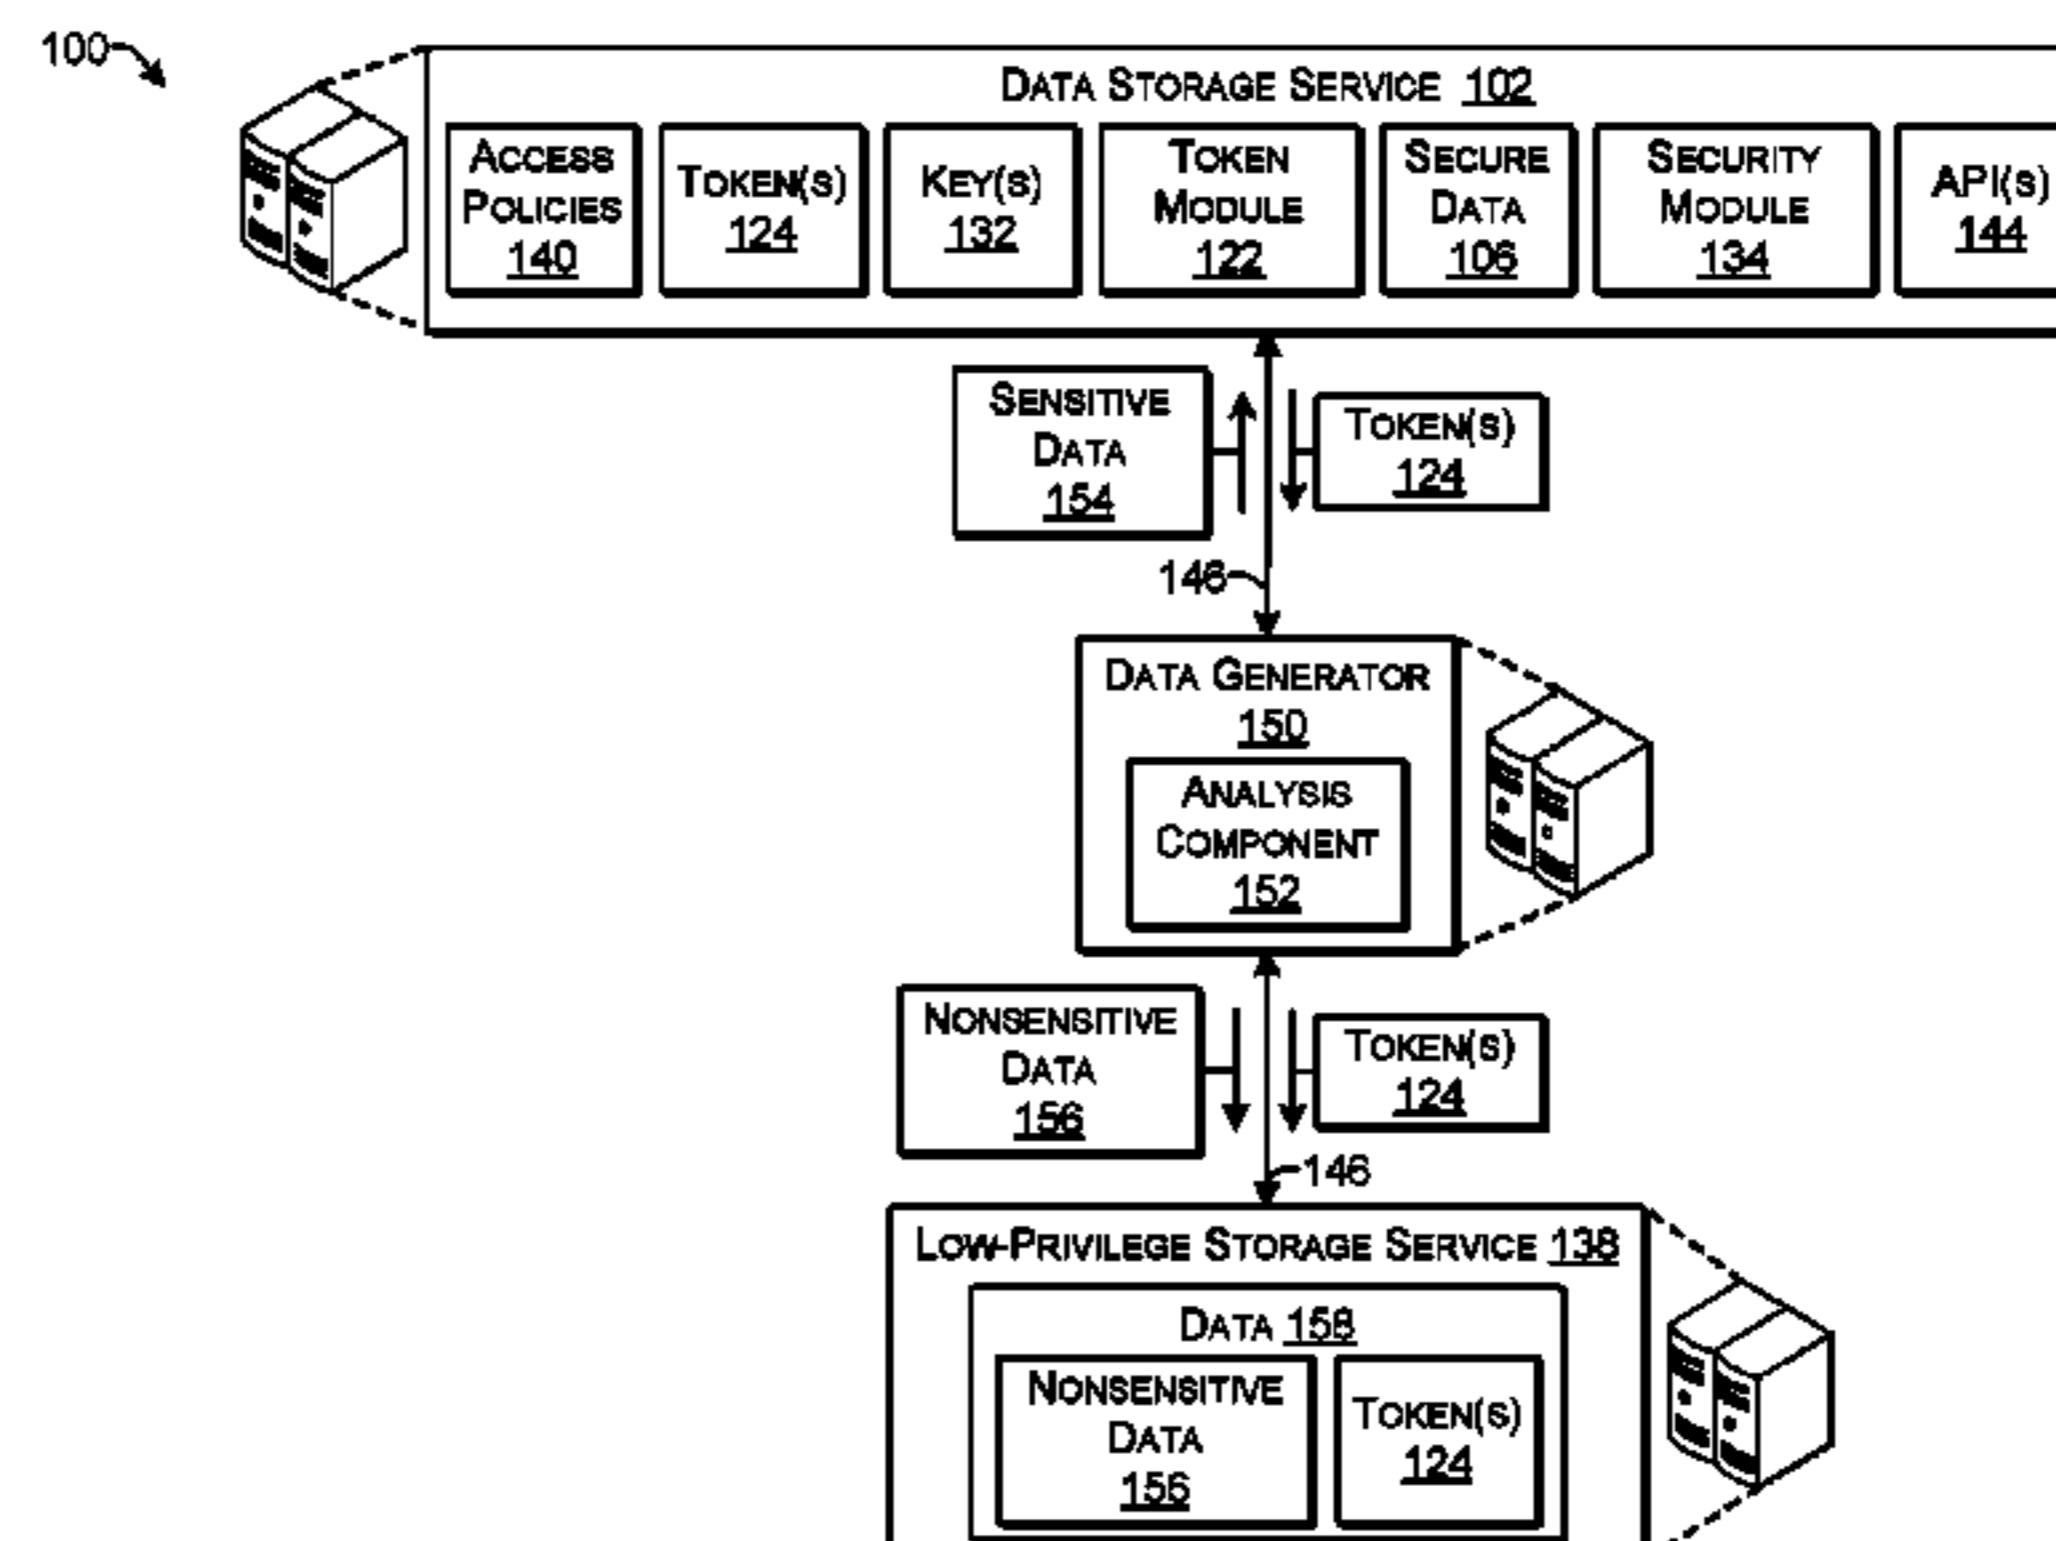 100
DATA STORAGE SERVICE 102
ACCESS
POLICIES
140
TOKEN(S)
124
KEY(S)
132
TOKEN
MODULE
122
SECURE
DATA
106
SECURITY
MODULE
134
API(S)
144
SENSITIVE
DATA
154
TOKEN(S)
124
146
DATA GENERATOR
150
ANALYSIS
COMPONENT
152
NONSENSITIVE
DATA
156
TOKEN(S)
124
146
LOW-PRIVILEGE STORAGE SERVICE 138
DATA 158
NONSENSITIVE
DATA
156
TOKEN(S)
124